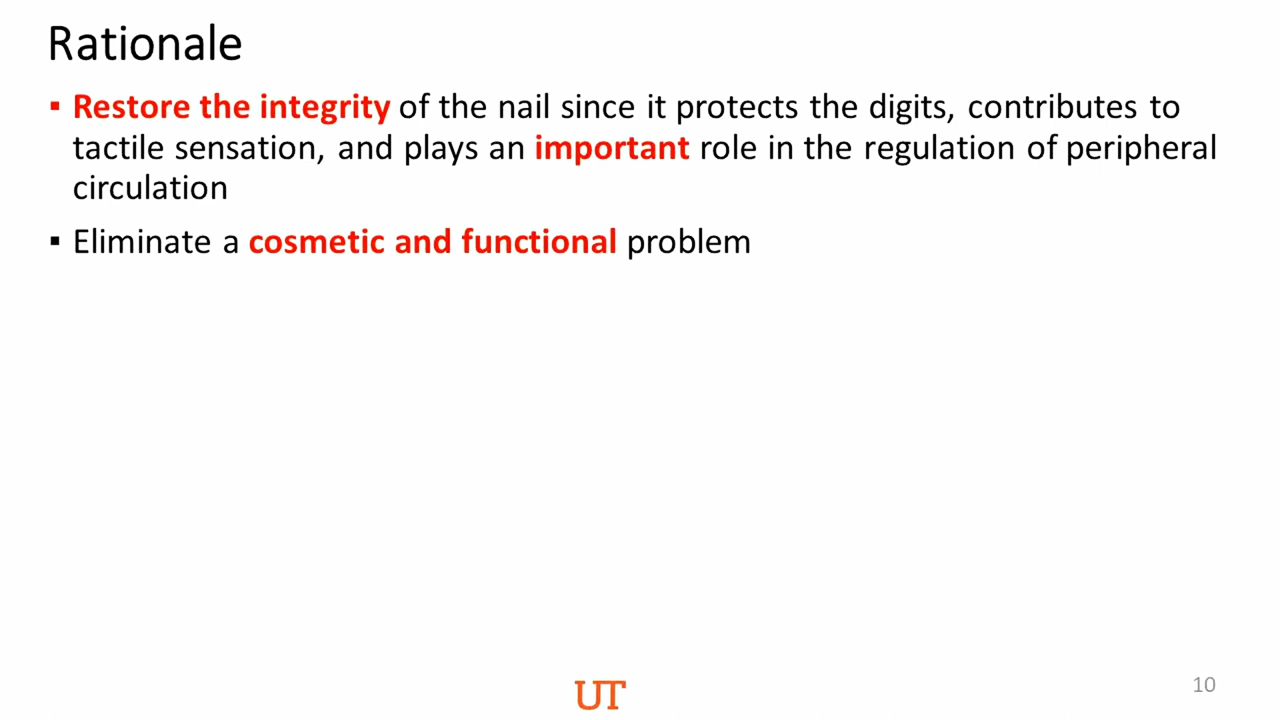 Rationale
▪ Restore the integrity of the nail since it protects the digits, contributes to
tactile sensation, and plays an important role in the regulation of peripheral
circulation
▪ Eliminate a cosmetic and functional problem
UT
10